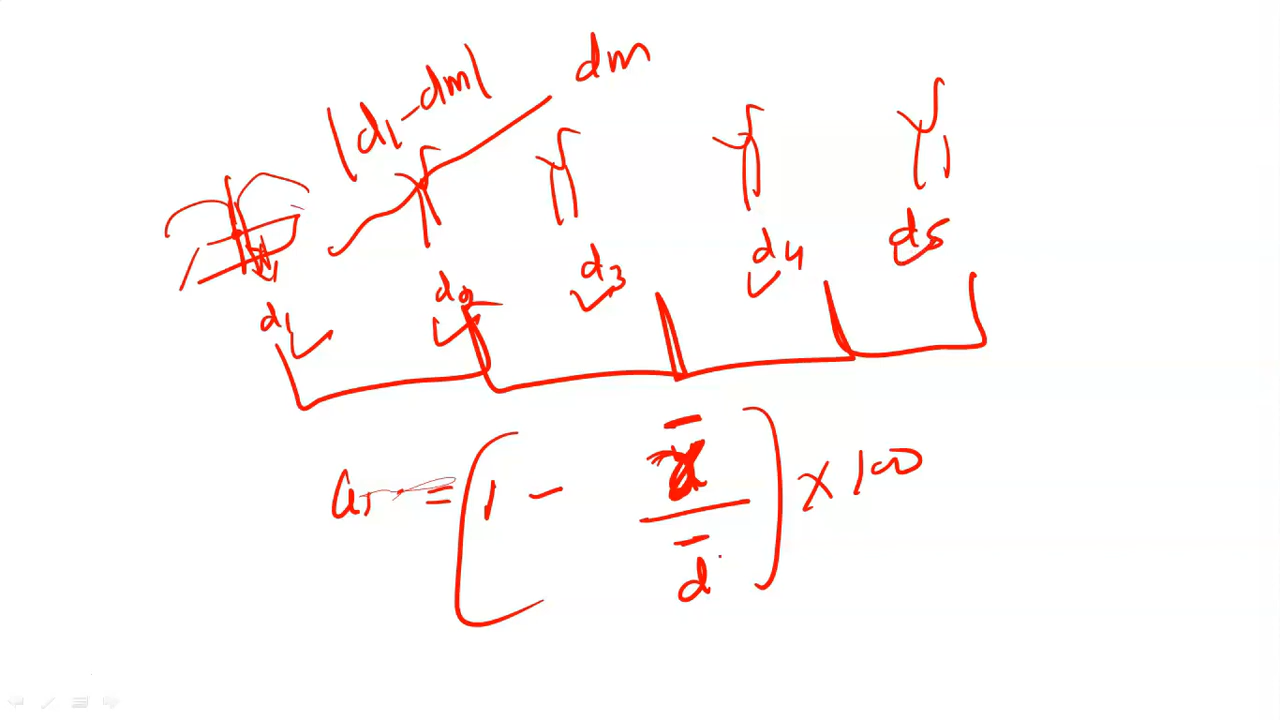 dm
|d1-dm|
d1 d2 d3 d4 d5
= (1 - / d̄) × 100